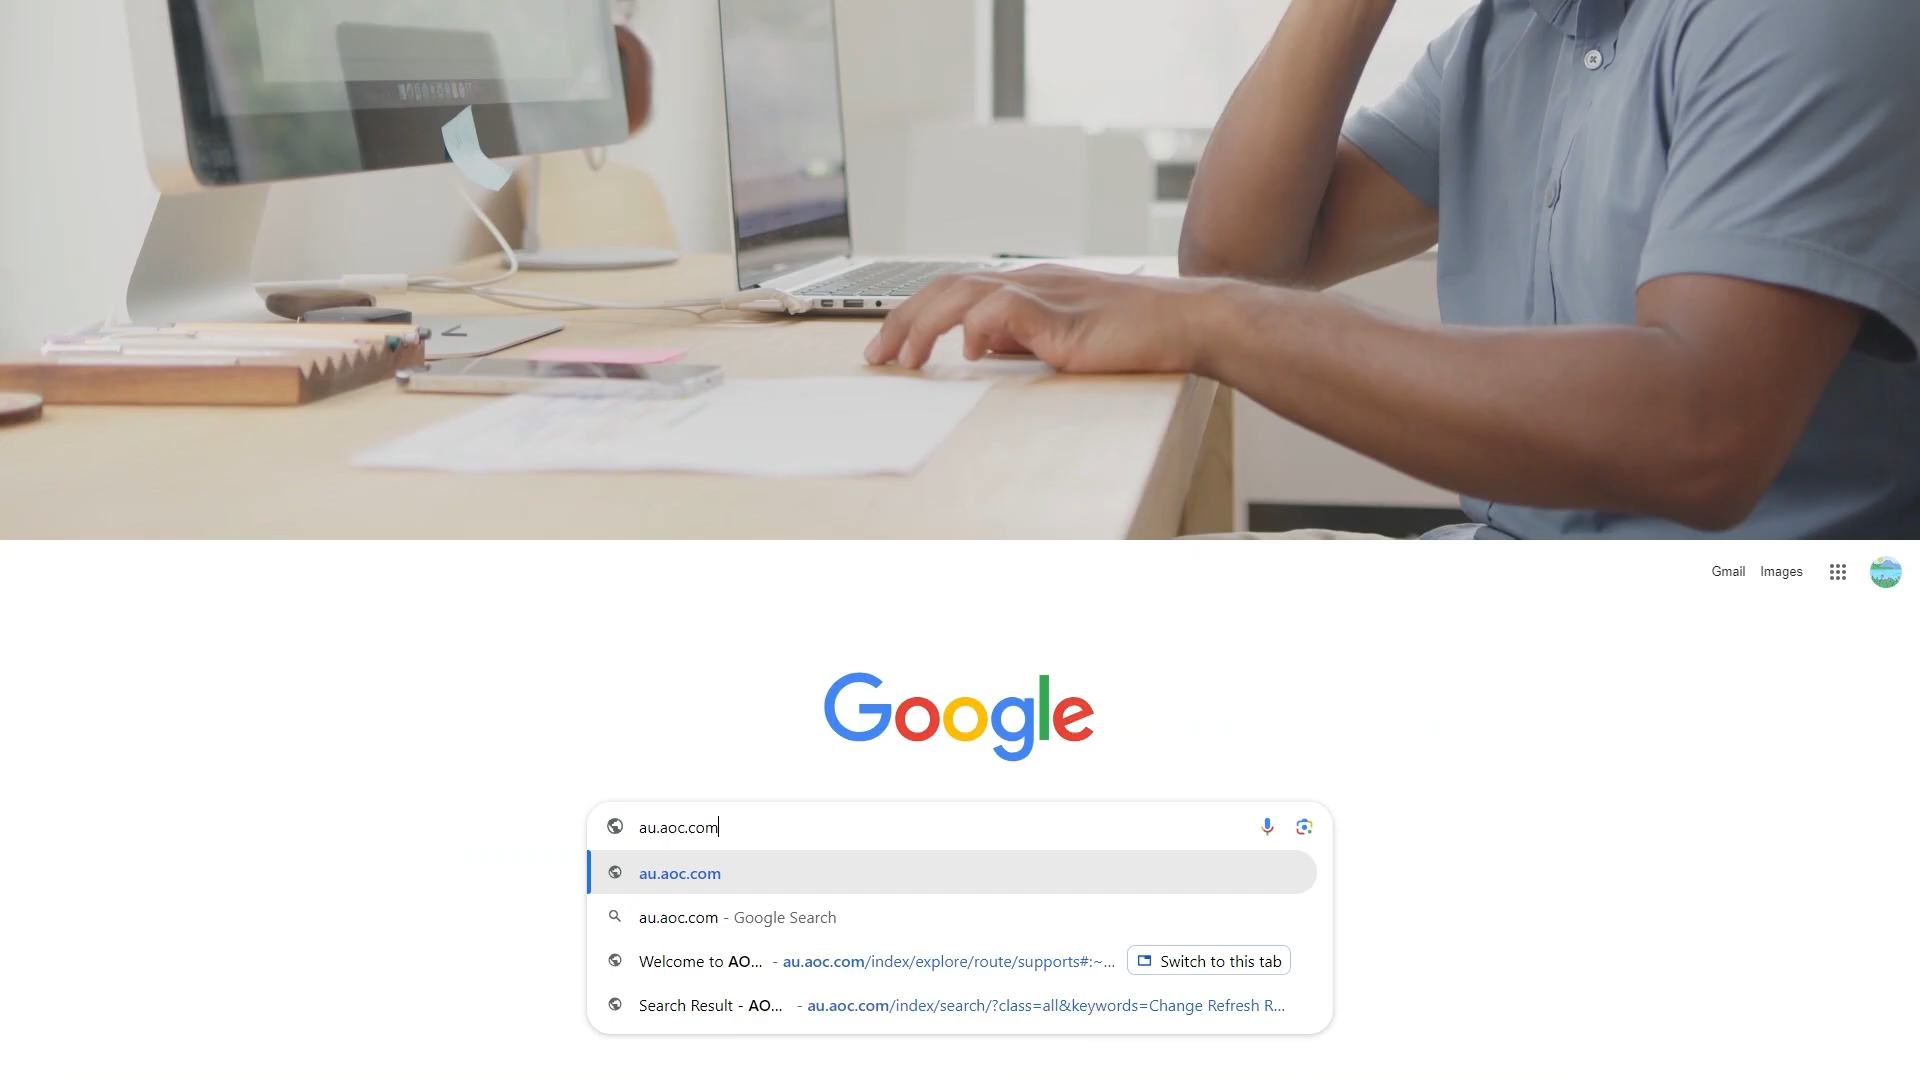 Gmail Images
Google
au.aoc.com
au.aoc.com
au.aoc.com - Google Search
Welcome to AO... - au.aoc.com/index/explore/route/supports#:~... Switch to this tab
Search Result - AO... - au.aoc.com/index/search/?class=all&keywords=Change Refresh R...